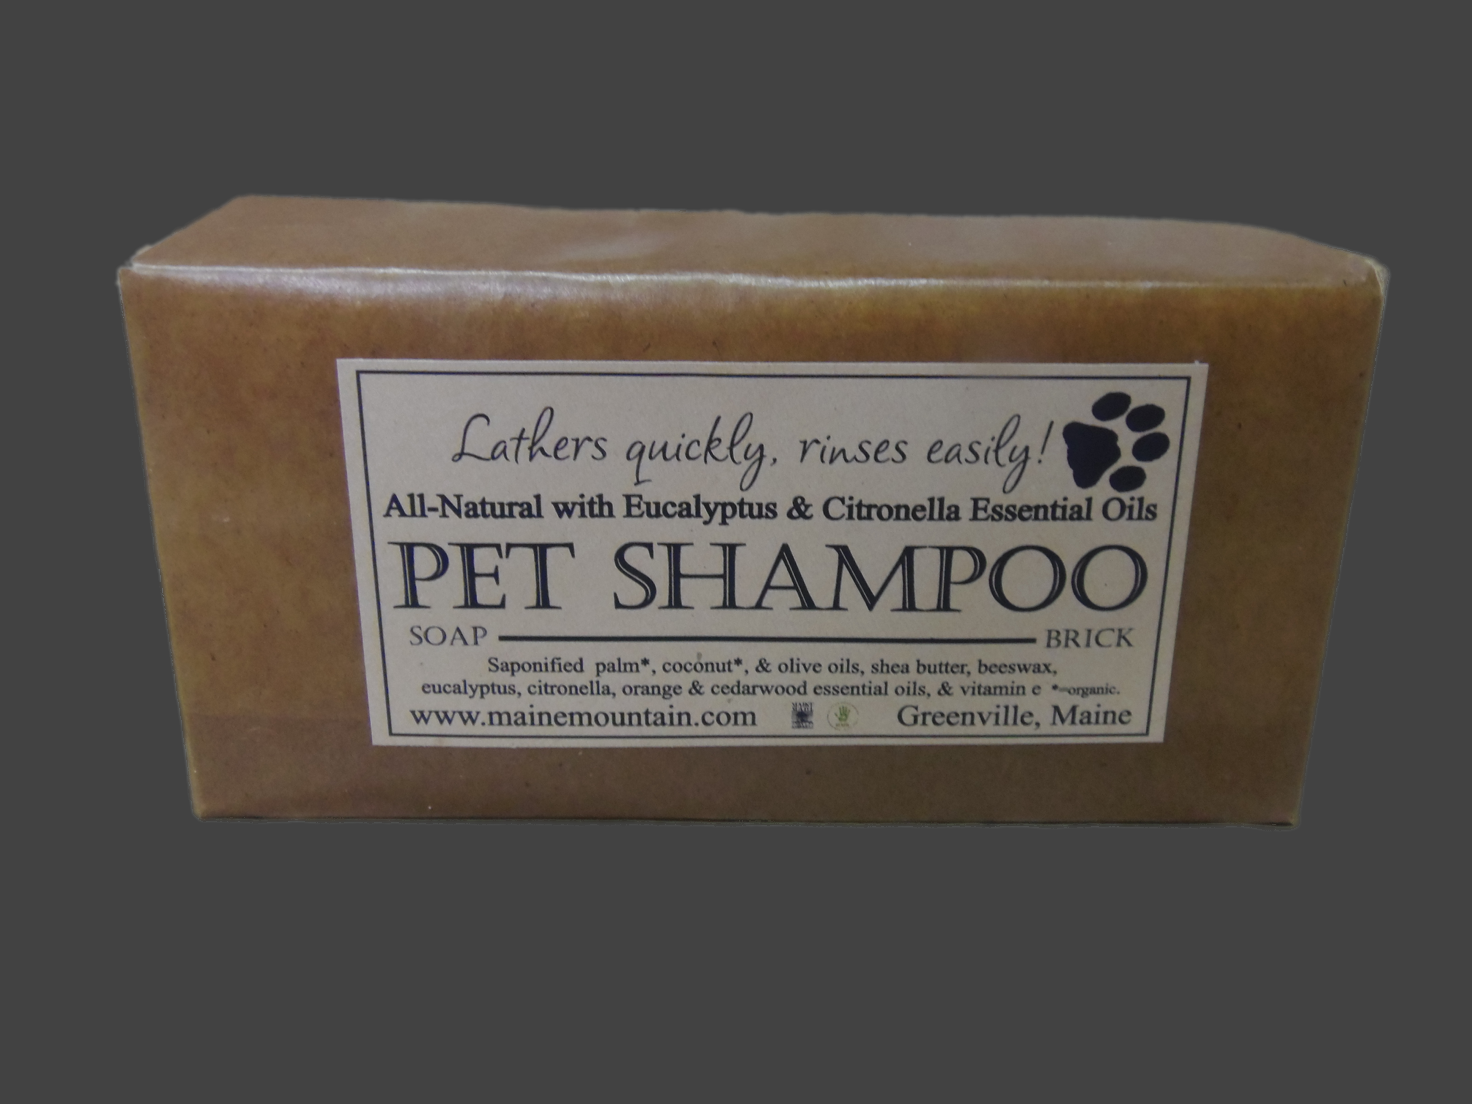 Lathers quickly, rinses easily!
All-Natural with Eucalyptus & Citronella Essential Oils
PET SHAMPOO
SOAP BRICK
Saponified palm*, coconut*, & olive oils, shea butter, beeswax,
eucalyptus, citronella, orange & cedarwood essential oils, & vitamin e *=organic.
www.mainemountain.com Greenville, Maine